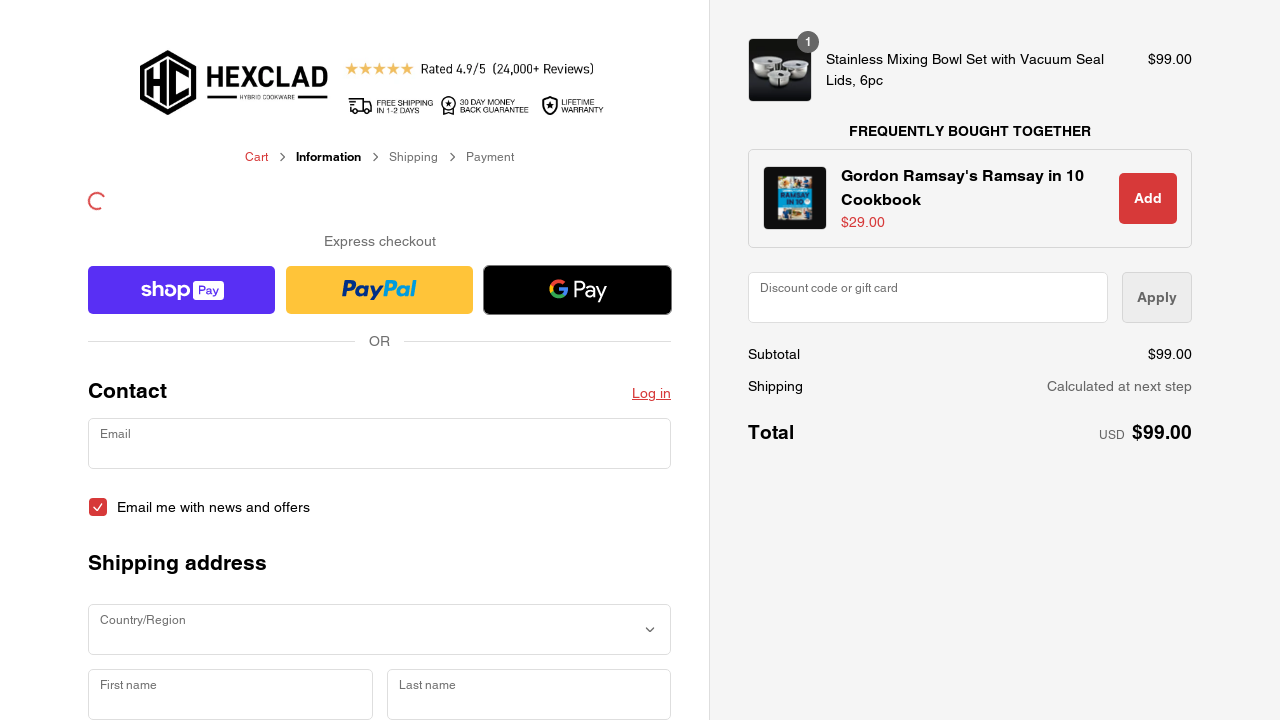 HEXCLAD
HYBRID COOKWARE
Rated 4.9/5 (24,000+ Reviews)
FREE SHIPPING
IN 1-2 DAYS
30 DAY MONEY
BACK GUARANTEE
LIFETIME
WARRANTY
Cart
Information
Shipping
Payment
Express checkout
shop Pay
PayPal
G Pay
OR
Contact
Log in
Email
Email me with news and offers
Shipping address
Country/Region
First name
Last name
1
Stainless Mixing Bowl Set with Vacuum Seal
Lids, 6pc
$99.00
FREQUENTLY BOUGHT TOGETHER
RAMSAY
IN 10
Gordon Ramsay's Ramsay in 10
Cookbook
$29.00
Add
Discount code or gift card
Apply
Subtotal
$99.00
Shipping
Calculated at next step
Total
USD $99.00